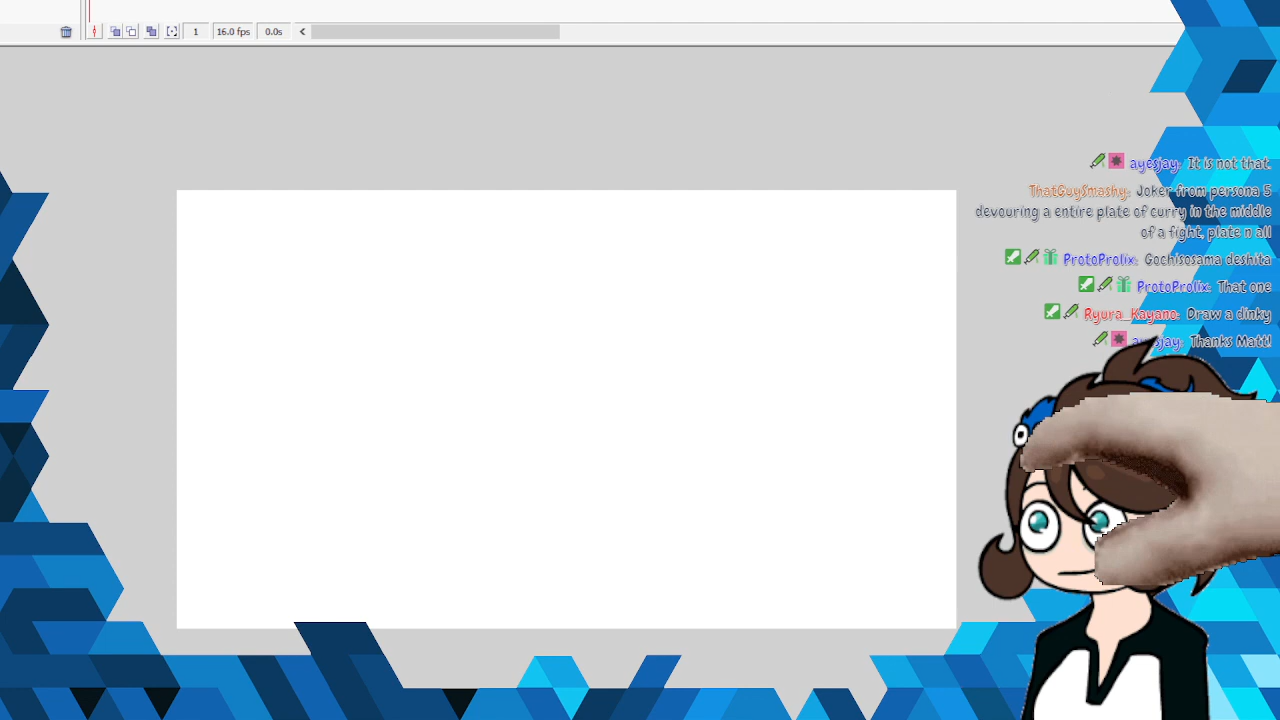 1 16.0 fps 0.0s
ayesjay: It is not that.
ThatGuySmashy: Joker from persona 5
devouring a entire plate of curry in the middle
of a fight, plate n all
ProtoProlix: Gochisosama deshita
ProtoProlix: That one
Ryura_Kayano: Draw a dinky
ayesjay: Thanks Matt!